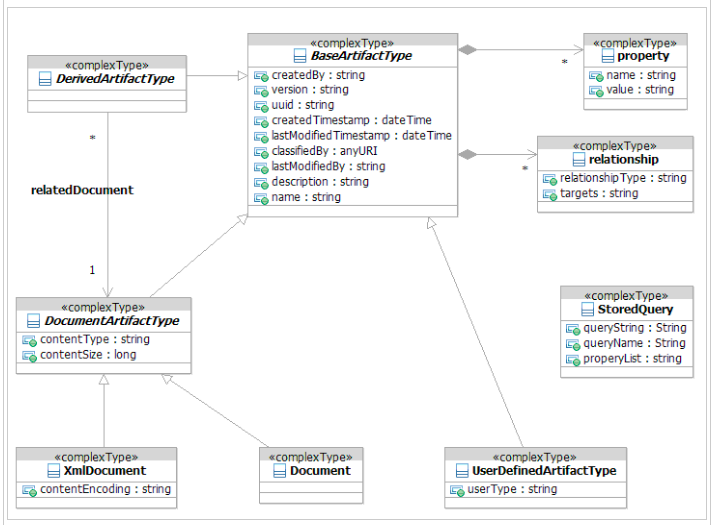 «complexType»
DerivedArtifactType
«complexType»
BaseArtifactType
createdBy : string
version : string
uuid : string
createdTimestamp : dateTime
lastModifiedTimestamp : dateTime
classifiedBy : anyURI
lastModifiedBy : string
description : string
name : string
«complexType»
property
name : string
value : string
*
«complexType»
relationship
relationshipType : string
targets : string
*
*
relatedDocument
1
«complexType»
DocumentArtifactType
contentType : string
contentSize : long
«complexType»
StoredQuery
queryString : String
queryName : String
properyList : string
«complexType»
XmlDocument
contentEncoding : string
«complexType»
Document
«complexType»
UserDefinedArtifactType
userType : string